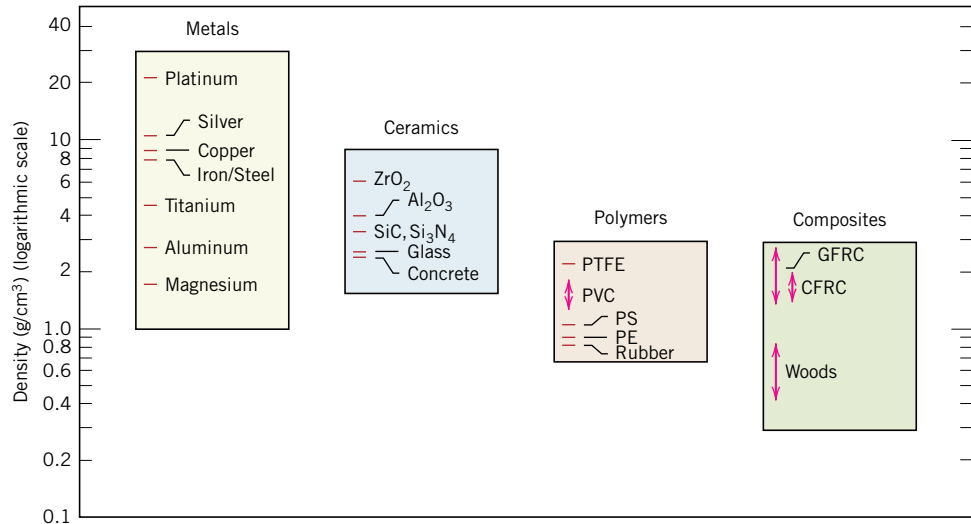 Density (g/cm³) (logarithmic scale)
40
20
10
8
6
4
2
1.0
0.8
0.6
0.4
0.2
0.1
Metals
Platinum
Silver
Copper
Iron/Steel
Titanium
Aluminum
Magnesium
Ceramics
ZrO₂
Al₂O₃
SiC, Si₃N₄
Glass
Concrete
Polymers
PTFE
PVC
PS
PE
Rubber
Composites
GFRC
CFRC
Woods